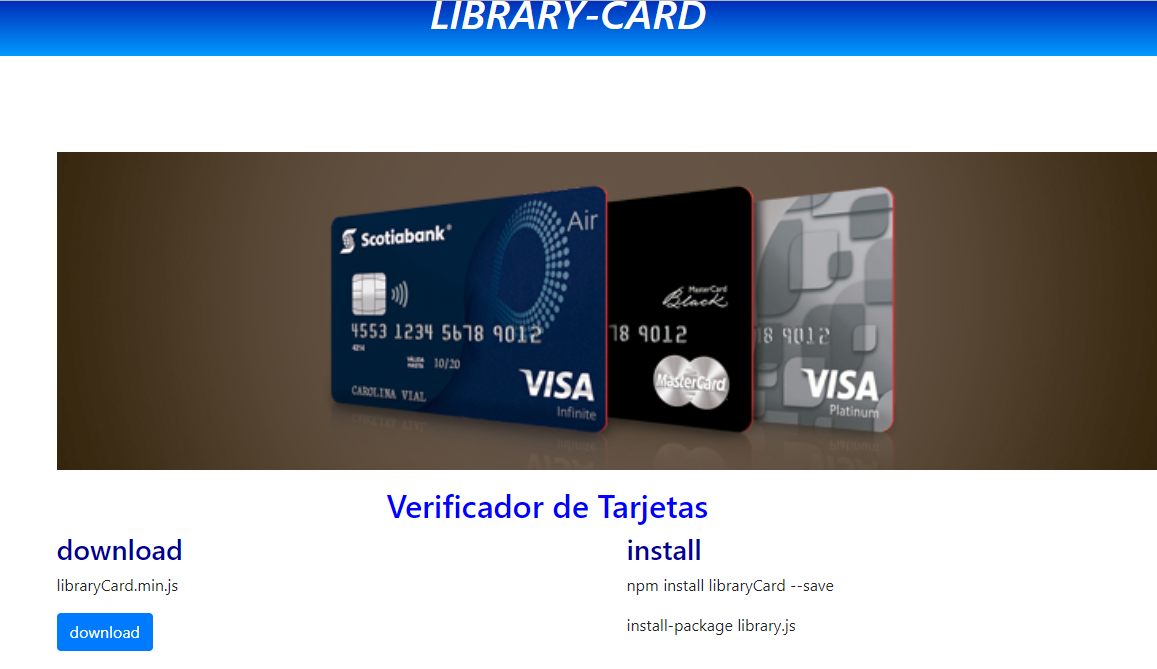 LIBRARY-CARD
Scotiabank®
Air
4553 1234 5678 9012
4214
VÁLIDA HASTA 10/20
CAROLINA VIAL
VISA
Infinite
MasterCard
Black
78 9012
MasterCard
78 9012
VISA
Platinum
Verificador de Tarjetas
download
libraryCard.min.js
download
install
npm install libraryCard --save
install-package library.js